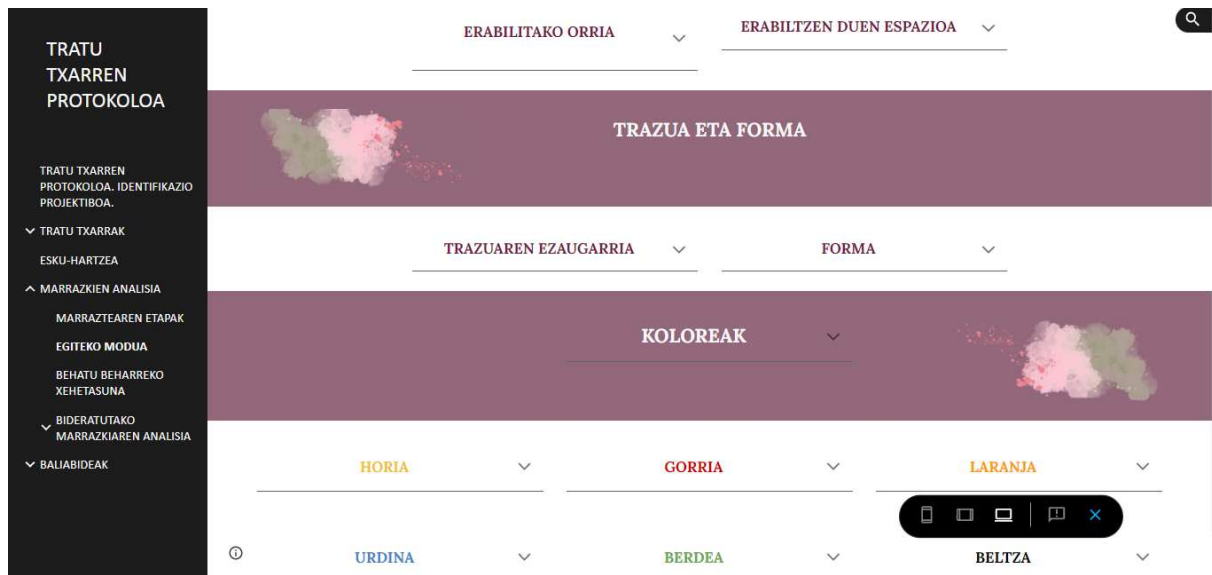 TRATU
TXARREN
PROTOKOLOA
TRATU TXARREN
PROTOKOLOA. IDENTIFIKAZIO
PROJEKTIBOA.
TRATU TXARRAK
ESKU-HARTZEA
MARRAZKIEN ANALISIA
MARRAZTEAREN ETAPAK
EGITEKO MODUA
BEHATU BEHARREKO
XEHETASUNA
BIDERATUTAKO
MARRAZKIAREN ANALISIA
BALIABIDEAK
ERABILITAKO ORRIA
ERABILTZEN DUEN ESPAZIOA
TRAZUA ETA FORMA
TRAZUAREN EZAUGARRIA
FORMA
KOLOREAK
HORIA
GORRIA
LARANJA
URDINA
BERDEA
BELTZA